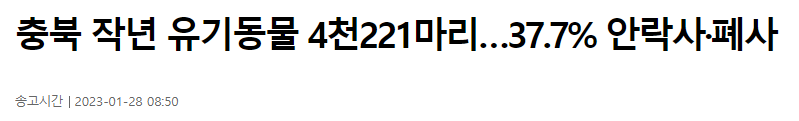 충북 작년 유기동물 4천221마리…37.7% 안락사·폐사
송고시간 | 2023-01-28 08:50